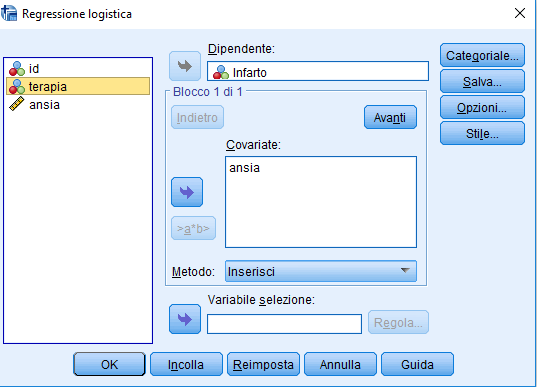 Regressione logistica
id
terapia
ansia
Dipendente:
Infarto
Blocco 1 di 1
Indietro
Avanti
Covariate:
ansia
>a*b>
Metodo:
Inserisci
Variabile selezione:
Regola...
Categoriale...
Salva...
Opzioni...
Stile...
OK
Incolla
Reimposta
Annulla
Guida